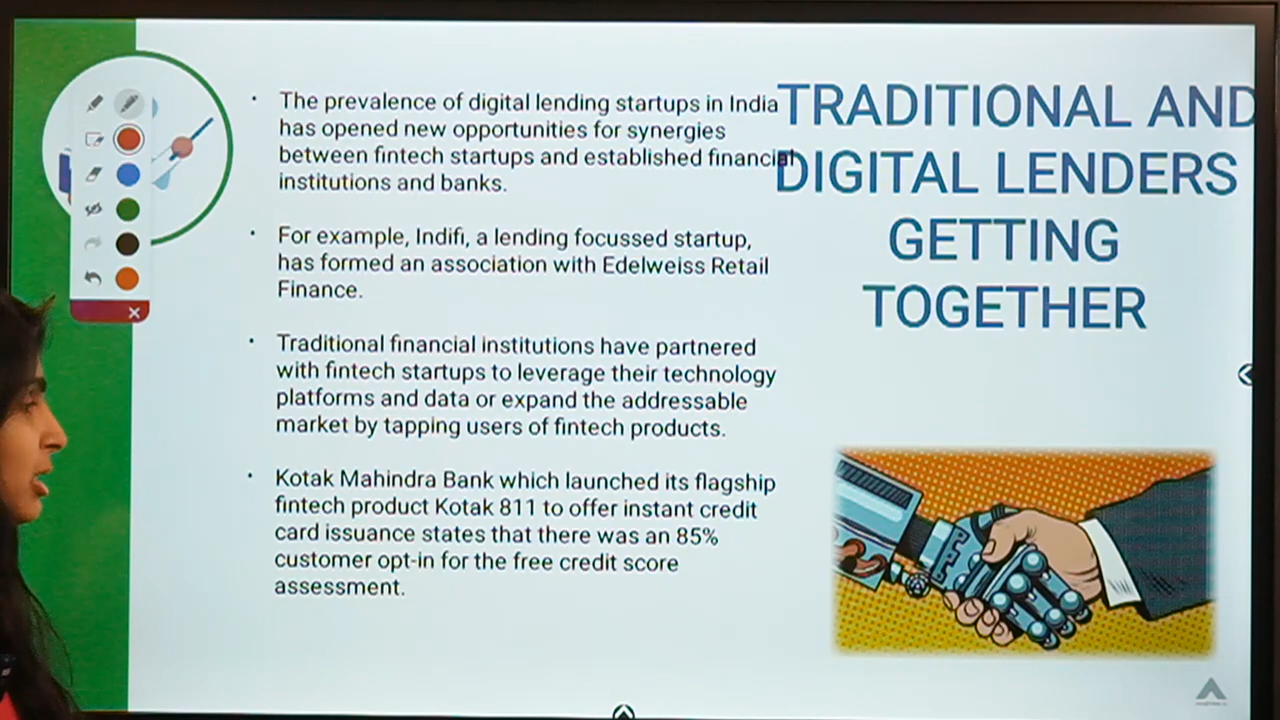 TRADITIONAL AND
DIGITAL LENDERS
GETTING
TOGETHER
· The prevalence of digital lending startups in India
has opened new opportunities for synergies
between fintech startups and established financial
institutions and banks.
· For example, Indifi, a lending focussed startup,
has formed an association with Edelweiss Retail
Finance.
· Traditional financial institutions have partnered
with fintech startups to leverage their technology
platforms and data or expand the addressable
market by tapping users of fintech products.
· Kotak Mahindra Bank which launched its flagship
fintech product Kotak 811 to offer instant credit
card issuance states that there was an 85%
customer opt-in for the free credit score
assessment.